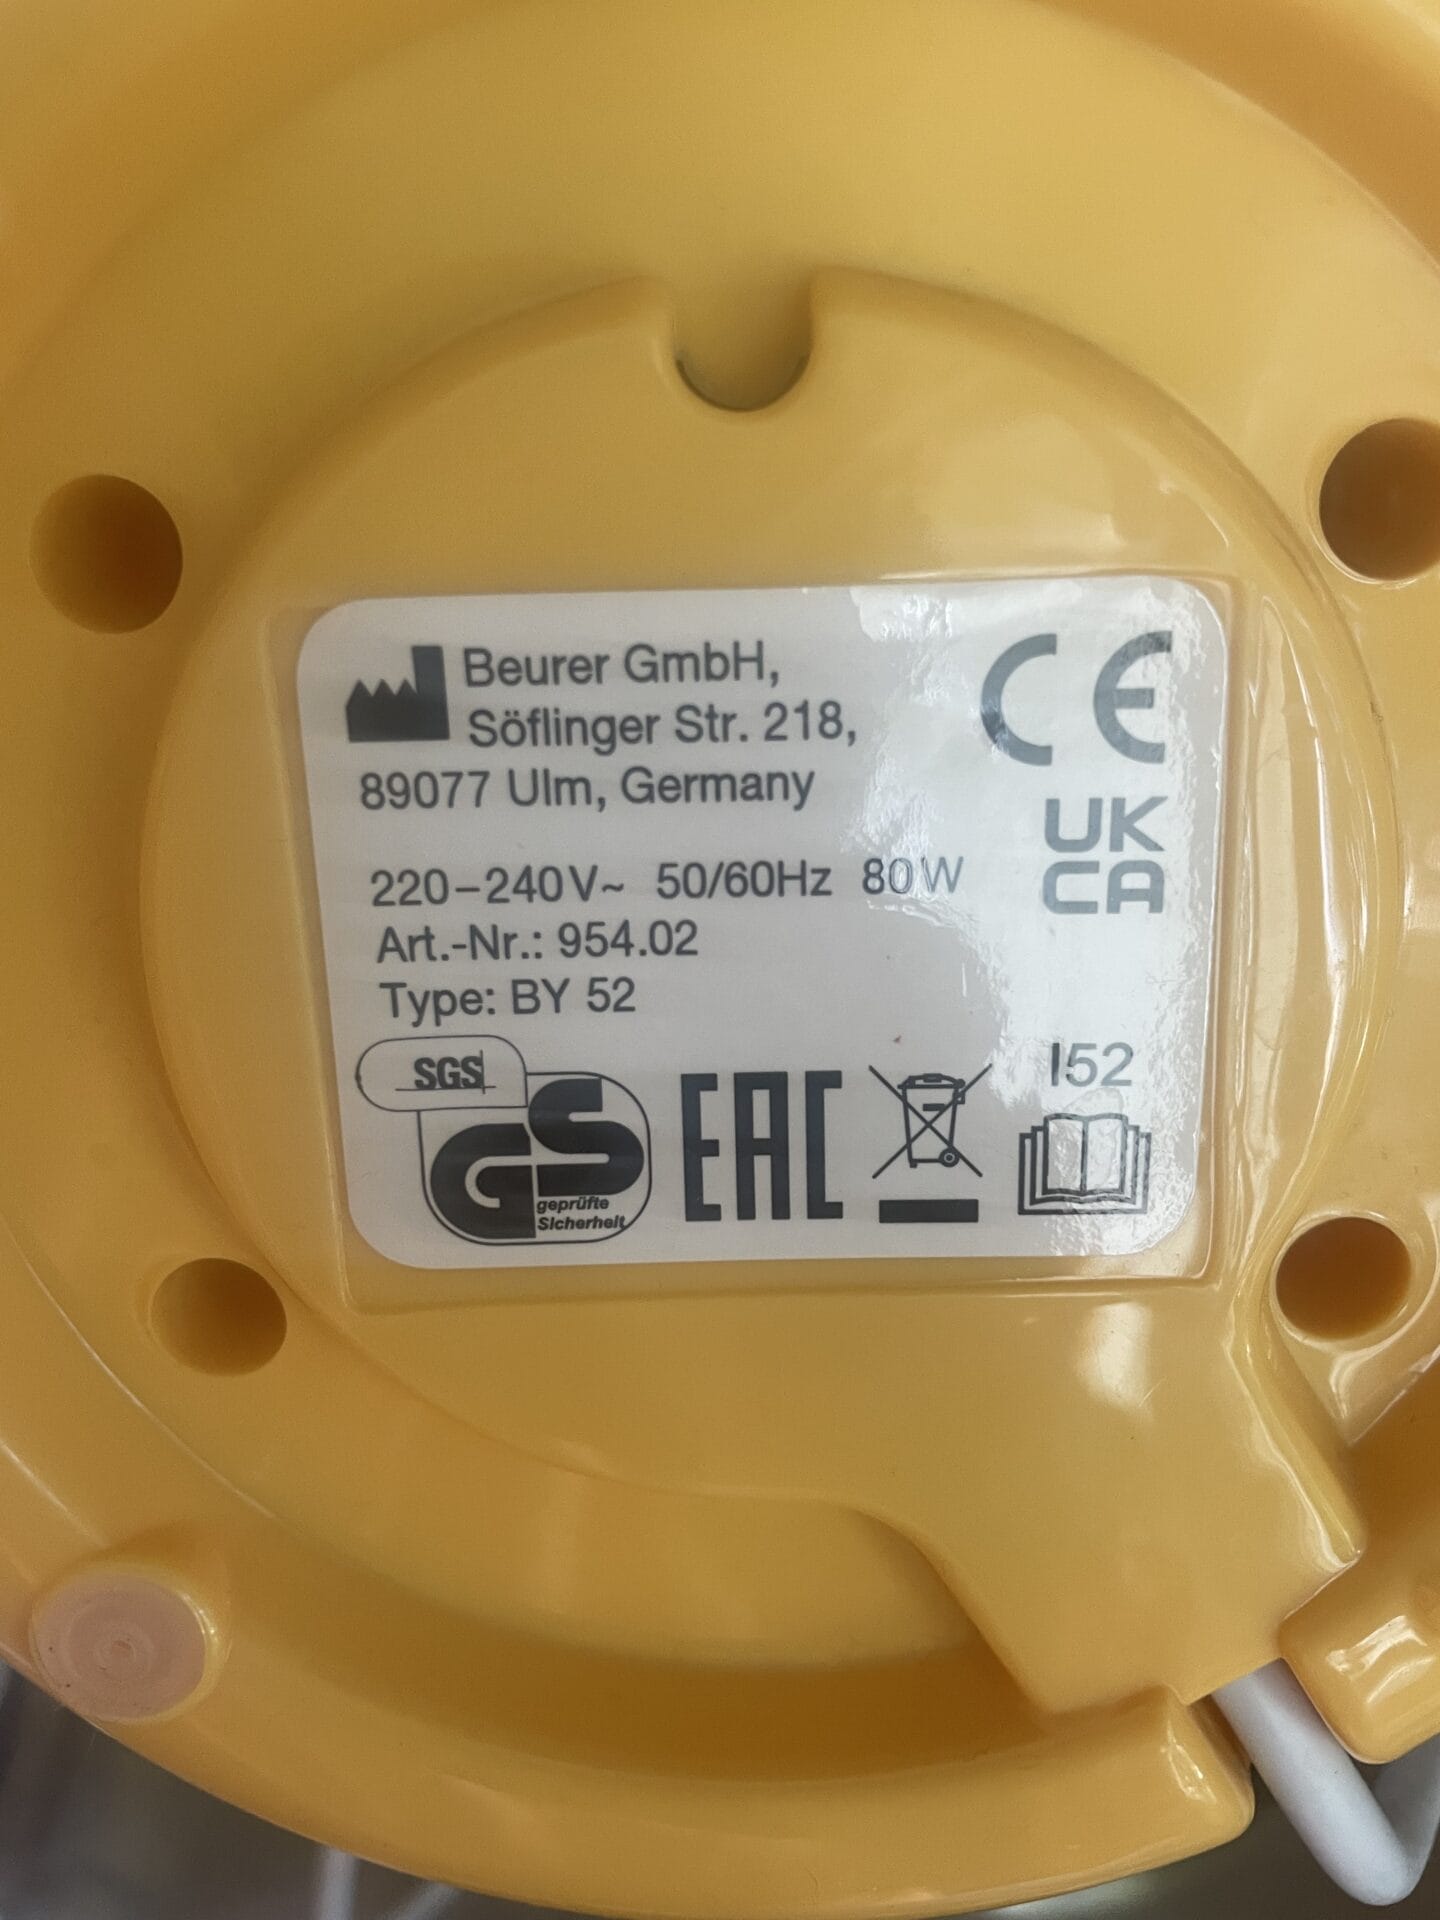 Beurer GmbH,
Söflinger Str. 218,
89077 Ulm, Germany
CE
UK
CA
220–240V~ 50/60Hz 80W
Art.-Nr.: 954.02
Type: BY 52
SGS
GS
geprüfte
Sicherheit
EAC
I52